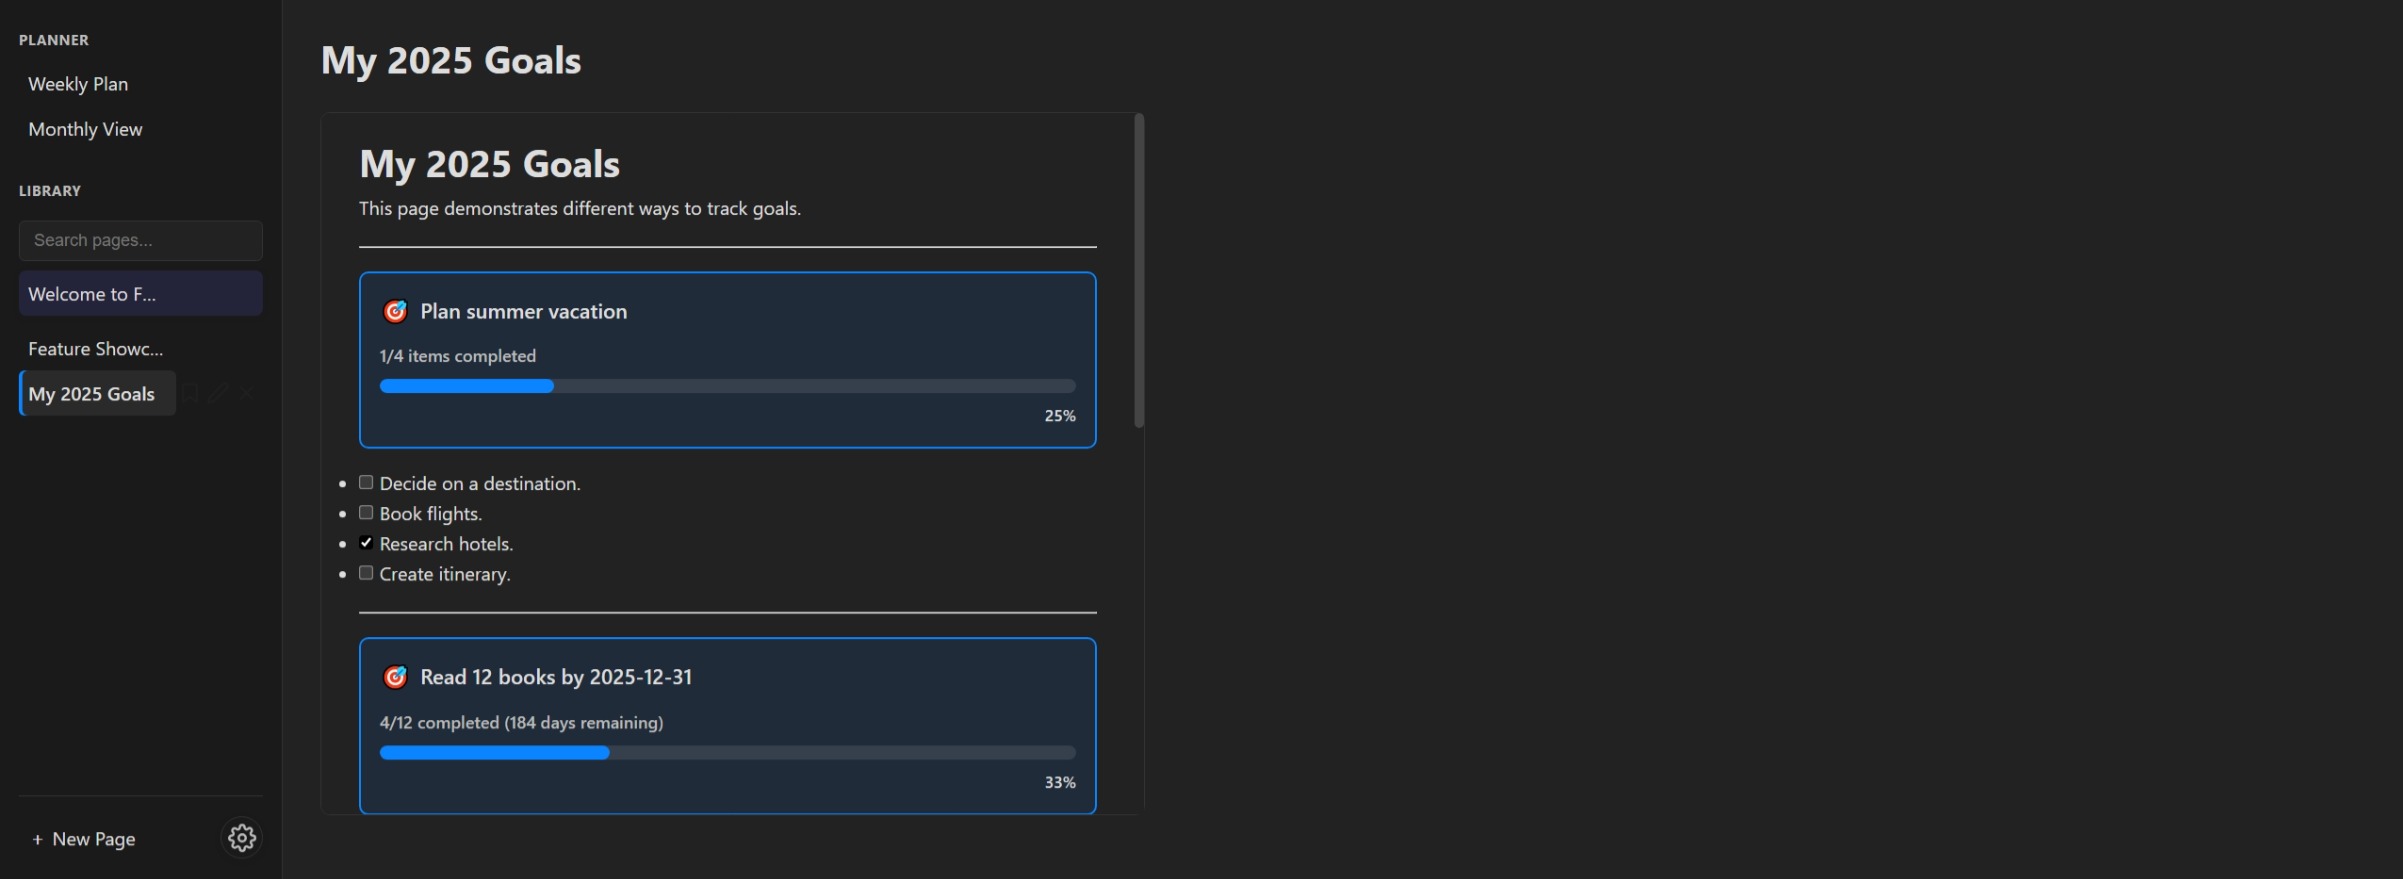 PLANNER
Weekly Plan
Monthly View
LIBRARY
Search pages...
Welcome to F...
Feature Showc...
My 2025 Goals
+ New Page
My 2025 Goals
My 2025 Goals
This page demonstrates different ways to track goals.
Plan summer vacation
1/4 items completed
25%
Decide on a destination.
Book flights.
Research hotels.
Create itinerary.
Read 12 books by 2025-12-31
4/12 completed (184 days remaining)
33%